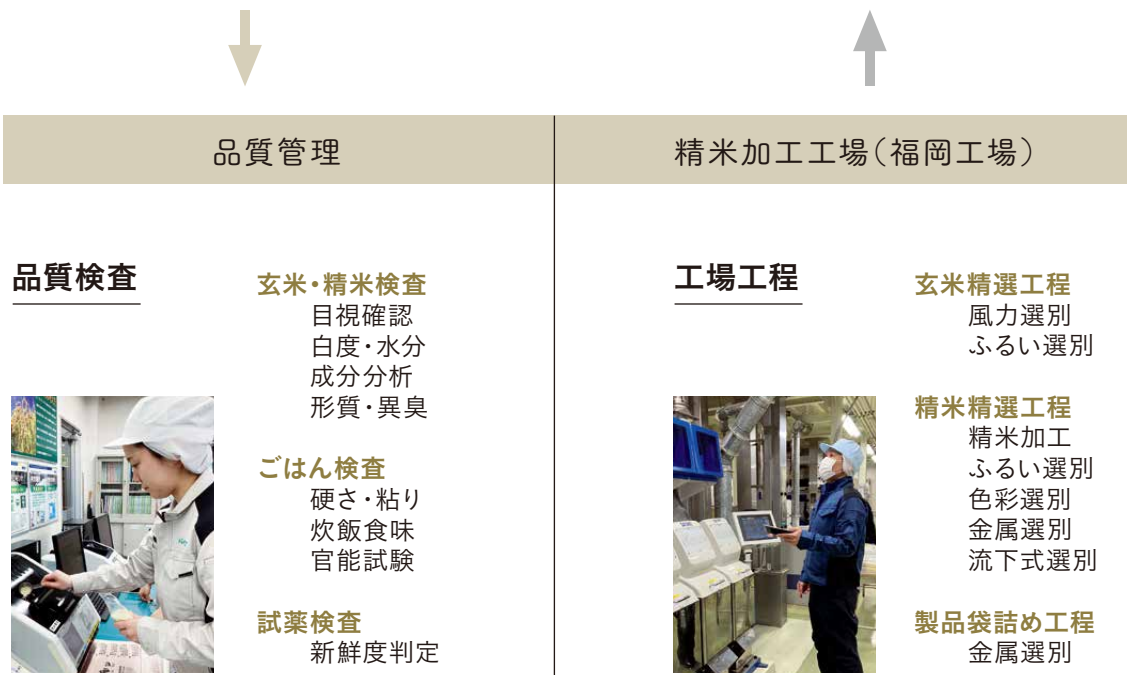 品質管理
品質検査
玄米・精米検査
目視確認
白度・水分
成分分析
形質・異臭
ごはん検査
硬さ・粘り
炊飯食味
官能試験
試薬検査
新鮮度判定
精米加工工場(福岡工場)
工場工程
玄米精選工程
風力選別
ふるい選別
精米精選工程
精米加工
ふるい選別
色彩選別
金属選別
流下式選別
製品袋詰め工程
金属選別